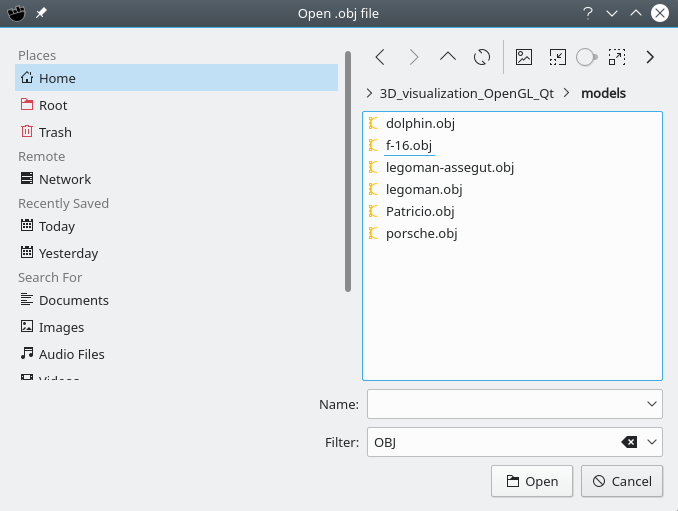 Open .obj file
Places
Home
Root
Trash
Remote
Network
Recently Saved
Today
Yesterday
Search For
Documents
Images
Audio Files
Videos
3D_visualization_OpenGL_Qt > models
dolphin.obj
f-16.obj
legoman-assegut.obj
legoman.obj
Patricio.obj
porsche.obj
Name:
Filter: OBJ
Open Cancel